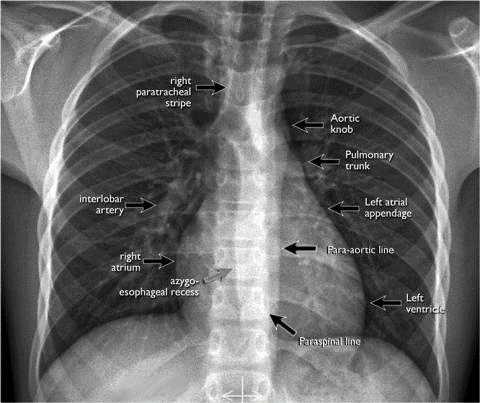 right
paratracheal
stripe
Aortic
knob
Pulmonary
trunk
interlobar
artery
Left atrial
appendage
right
atrium
Para-aortic line
azygo-
esophageal recess
Left
ventricle
Paraspinal line